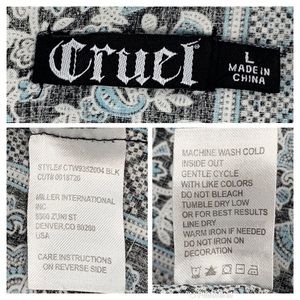 Cruel
L
MADE IN
CHINA
STYLE# CTW9352004 BLK
CUT# 0018720
MILLER INTERNATIONAL
INC.
8500 ZUNI ST
DENVER,CO 80260
USA
CARE INSTRUCTIONS
ON REVERSE SIDE
MACHINE WASH COLD
INSIDE OUT
GENTLE CYCLE
WITH LIKE COLORS
DO NOT BLEACH
TUMBLE DRY LOW
OR FOR BEST RESULTS
LINE DRY
WARM IRON IF NEEDED
DO NOT IRON ON
DECORATION